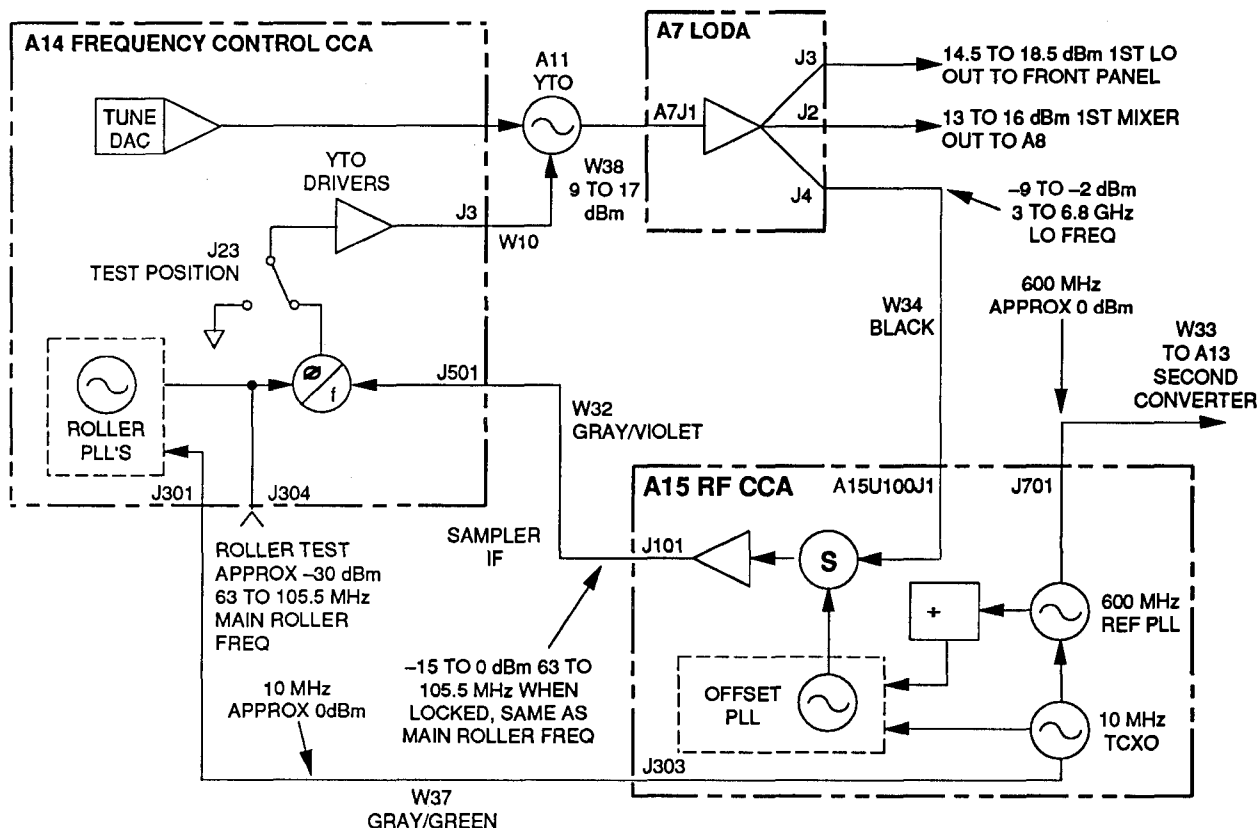 A14 FREQUENCY CONTROL CCA
TUNE
DAC
YTO
DRIVERS
J3
W10
J23
TEST POSITION
ROLLER
PLL'S
Ø
f
J501
J301
J304
A11
YTO
W38
9 TO 17
dBm
A7 LODA
A7J1
J3
J2
J4
14.5 TO 18.5 dBm 1ST LO
OUT TO FRONT PANEL
13 TO 16 dBm 1ST MIXER
OUT TO A8
–9 TO –2 dBm
3 TO 6.8 GHz
LO FREQ
600 MHz
APPROX 0 dBm
W34
BLACK
W33
TO A13
SECOND
CONVERTER
W32
GRAY/VIOLET
SAMPLER
IF
ROLLER TEST
APPROX –30 dBm
63 TO 105.5 MHz
MAIN ROLLER
FREQ
10 MHz
APPROX 0dBm
–15 TO 0 dBm 63 TO
105.5 MHz WHEN
LOCKED, SAME AS
MAIN ROLLER FREQ
A15 RF CCA
A15U100J1
J701
J101
S
÷
600 MHz
REF PLL
OFFSET
PLL
10 MHz
TCXO
J303
W37
GRAY/GREEN